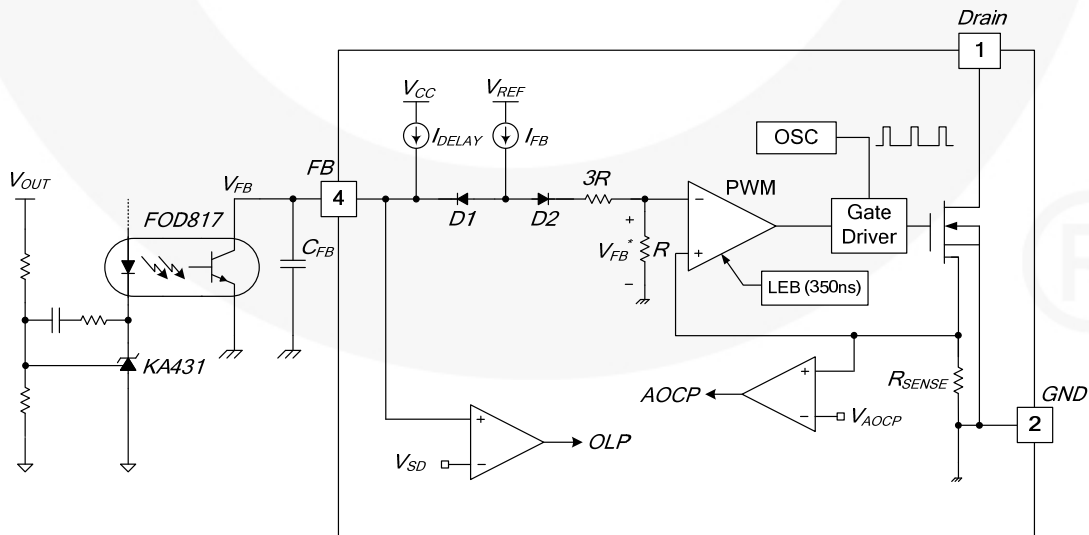 Drain
1
VCC
VREF
IDELAY
IFB
OSC
FB
4
VFB
3R
PWM
D1
D2
−
+
VOUT
FOD817
CFB
+
VFB*
−
R
Gate
Driver
LEB (350ns)
KA431
AOCP
+
−
VAOCP
RSENSE
GND
2
VSD
+
−
OLP
R